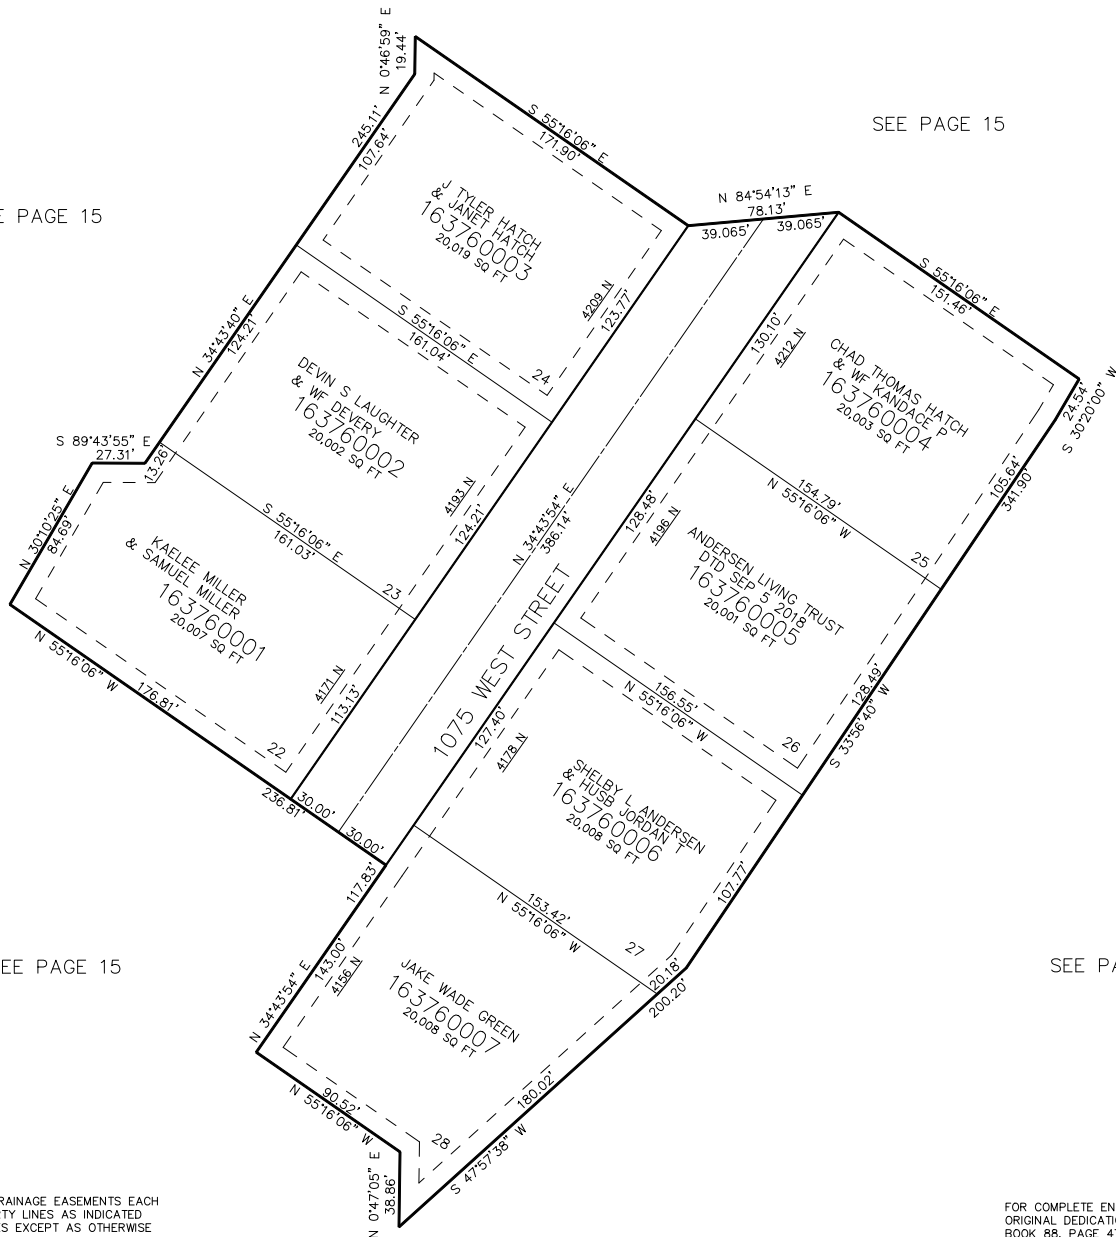 N 0°46'59" E
19.44'
SEE PAGE 15
E PAGE 15
245.11'
107.64'
S 55°16'06" E
171.90'
J TYLER HATCH
& JANET HATCH
163760003
20,019 SQ FT
4209 N
123.77'
24
N 84°54'13" E
78.13'
39.065'
39.065'
S 55°16'06" E
151.46'
24.54'
S 30°20'00" W
130.10'
4212 N
CHAD THOMAS HATCH
& WF KANDACE P
163760004
20,003 SQ FT
105.64'
341.90'
25
N 34°43'40" E
124.21'
S 55°16'06" E
161.04'
DEVIN S LAUGHTER
& WF DEVERY
163760002
20,002 SQ FT
4193 N
124.21'
23
154.79'
N 55°16'06" W
128.48'
4196 N
ANDERSEN LIVING TRUST
DTD SEP 5 2018
163760005
20,001 SQ FT
128.49'
S 33°56'40" W
26
S 89°43'55" E
27.31'
13.26'
N 30°10'25" E
84.69'
S 55°16'06" E
161.03'
KAELEE MILLER
& SAMUEL MILLER
163760001
20,007 SQ FT
4171 N
113.13'
22
N 55°16'06" W
176.81'
236.81'
30.00'
30.00'
N 34°43'54" E
386.14'
1075 WEST STREET
156.55'
N 55°16'06" W
127.40'
4178 N
SHELBY L ANDERSEN
& HUSB JORDAN T
163760006
20,008 SQ FT
107.77'
27
117.83'
153.42'
N 55°16'06" W
20.18'
200.20'
EE PAGE 15
SEE PA
N 34°43'54" E
143.00'
4156 N
JAKE WADE GREEN
163760007
20,008 SQ FT
180.02'
S 47°57'38" W
28
90.52'
N 55°16'06" W
N 0°47'05" E
38.86'
RAINAGE EASEMENTS EACH
TY LINES AS INDICATED
S EXCEPT AS OTHERWISE
FOR COMPLETE EN
ORIGINAL DEDICATI
BOOK 88, PAGE 4